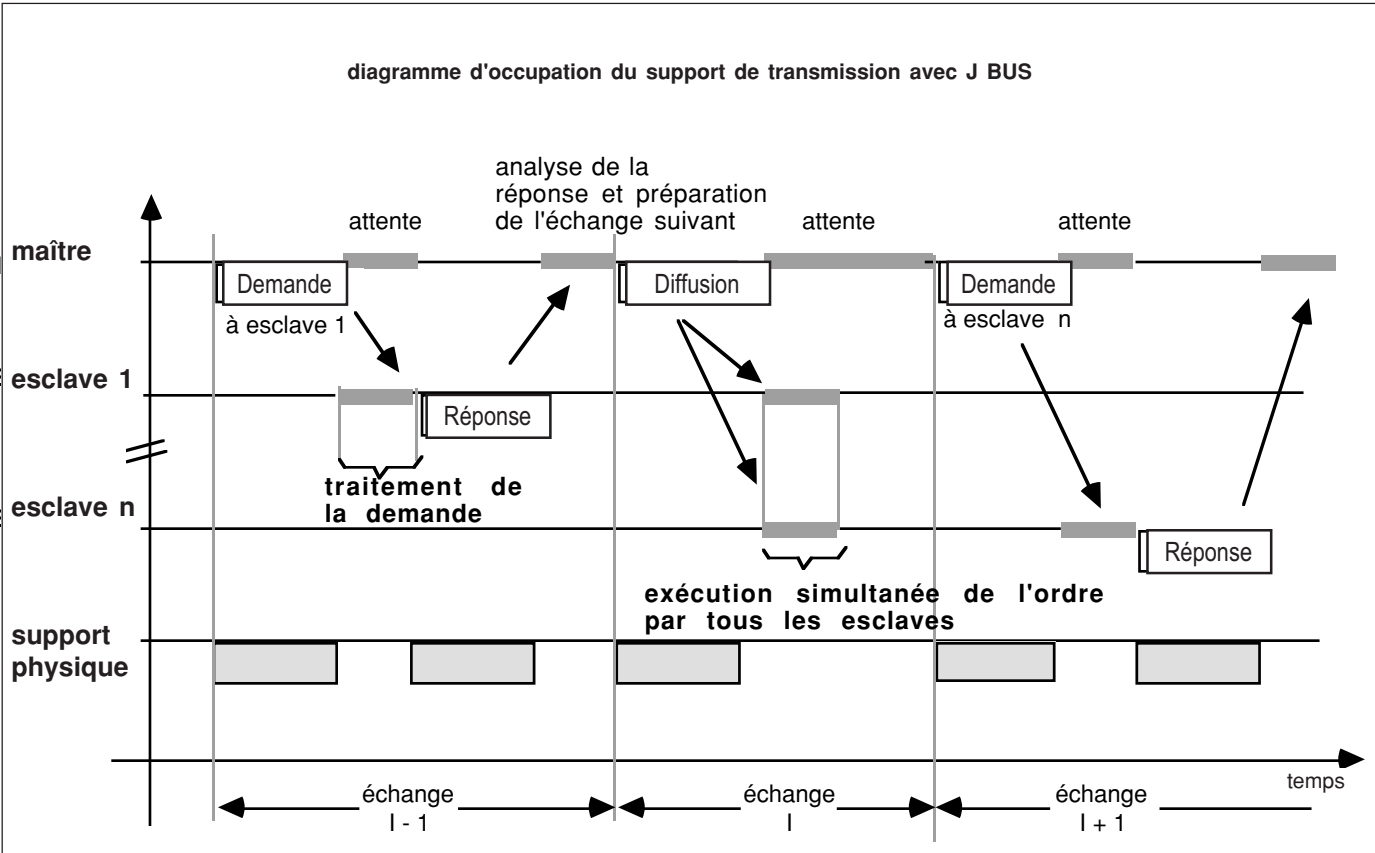 diagramme d'occupation du support de transmission avec J BUS
analyse de la
réponse et préparation
de l'échange suivant
attente
attente
attente
maître
Demande
à esclave 1
Diffusion
Demande
à esclave n
esclave 1
Réponse
traitement de
la demande
esclave n
Réponse
exécution simultanée de l'ordre
par tous les esclaves
support
physique
temps
échange
I - 1
échange
I
échange
I + 1